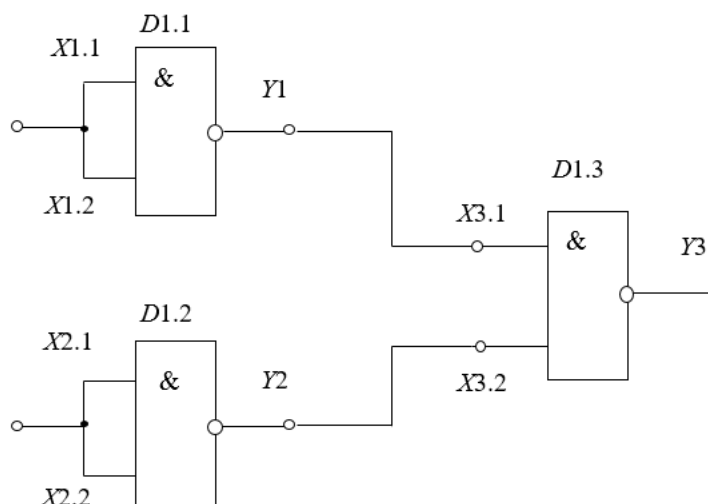 D1.1
X1.1
&
Y1
X1.2
D1.3
X3.1
&
Y3
D1.2
X2.1
&
Y2
X3.2
X2.2